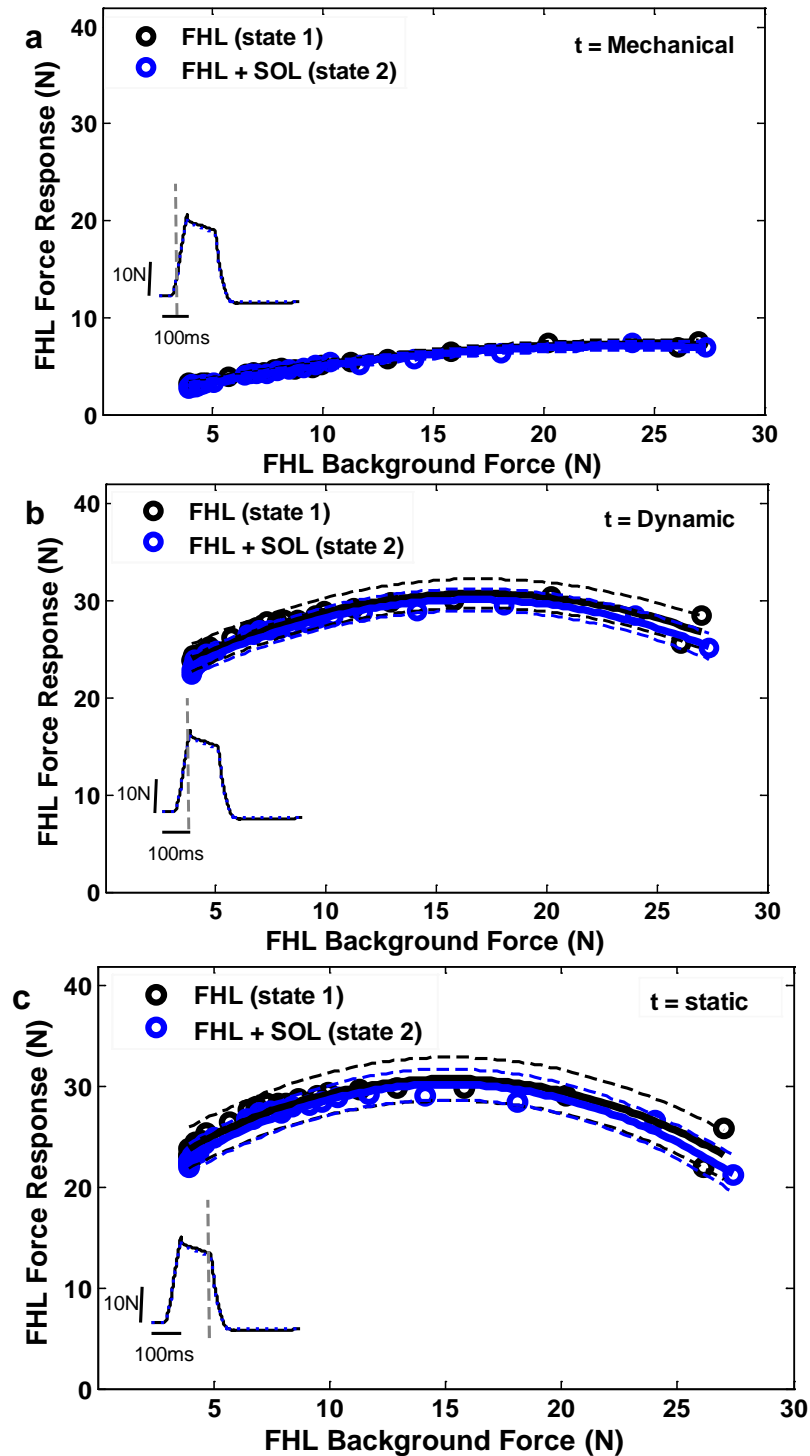 a
FHL (state 1)
FHL + SOL (state 2)
t = Mechanical
FHL Force Response (N)
40
30
20
10
0
10N
100ms
5
10
15
20
25
30
FHL Background Force (N)
b
FHL (state 1)
FHL + SOL (state 2)
t = Dynamic
FHL Force Response (N)
40
30
20
10
0
10N
100ms
5
10
15
20
25
30
FHL Background Force (N)
c
FHL (state 1)
FHL + SOL (state 2)
t = static
FHL Force Response (N)
40
30
20
10
0
10N
100ms
5
10
15
20
25
30
FHL Background Force (N)